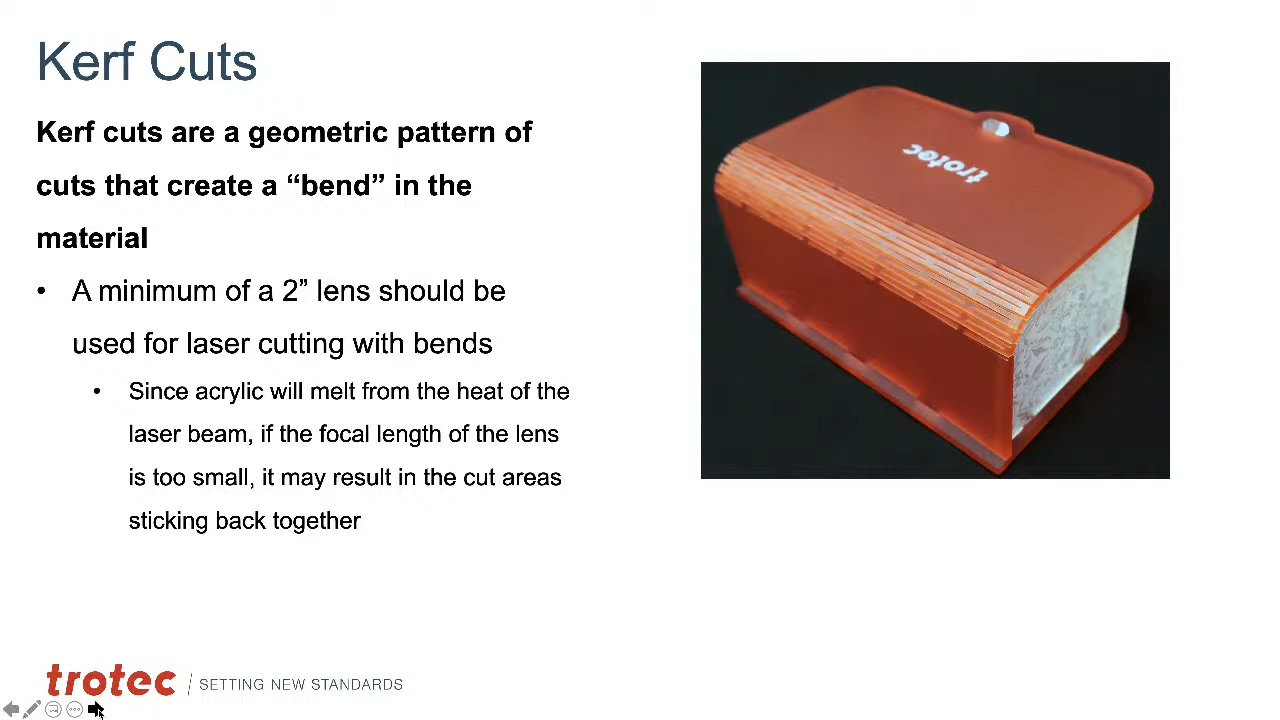 Kerf Cuts
Kerf cuts are a geometric pattern of
cuts that create a “bend” in the
material
• A minimum of a 2” lens should be
used for laser cutting with bends
• Since acrylic will melt from the heat of the
laser beam, if the focal length of the lens
is too small, it may result in the cut areas
sticking back together
trotec
trotec / SETTING NEW STANDARDS